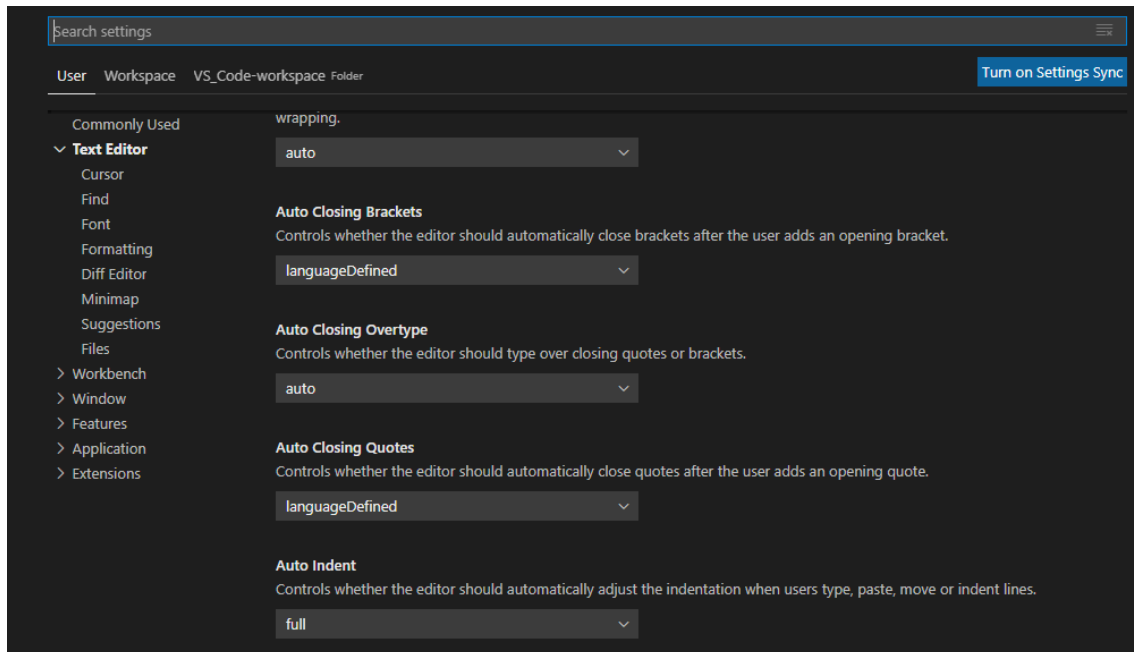 Search settings
User Workspace VS_Code-workspace Folder
Turn on Settings Sync
Commonly Used
Text Editor
Cursor
Find
Font
Formatting
Diff Editor
Minimap
Suggestions
Files
Workbench
Window
Features
Application
Extensions
wrapping.
auto
Auto Closing Brackets
Controls whether the editor should automatically close brackets after the user adds an opening bracket.
languageDefined
Auto Closing Overtype
Controls whether the editor should type over closing quotes or brackets.
auto
Auto Closing Quotes
Controls whether the editor should automatically close quotes after the user adds an opening quote.
languageDefined
Auto Indent
Controls whether the editor should automatically adjust the indentation when users type, paste, move or indent lines.
full